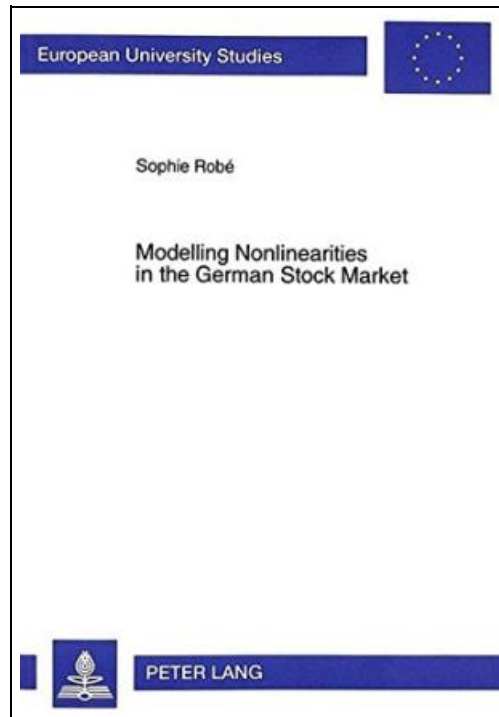 European University Studies
Sophie Robé
Modelling Nonlinearities
in the German Stock Market
PETER LANG